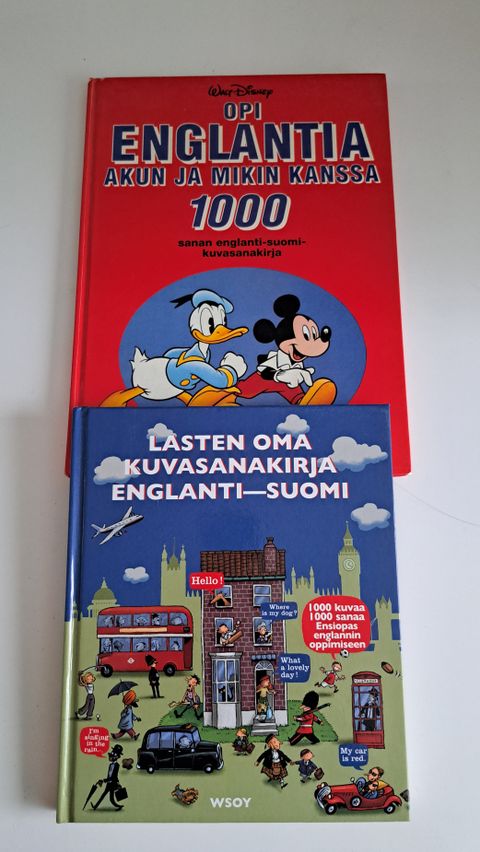 Walt Disney
OPI
ENGLANTIA
AKUN JA MIKIN KANSSA
1000
sanan englanti-suomi-
kuvasanakirja
LASTEN OMA
KUVASANAKIRJA
ENGLANTI—SUOMI
Hello!
Where
is my dog?
1000 kuvaa
1000 sanaa
Ensiopas
englannin
oppimiseen
What
a lovely
day!
I'm
singing
in the
rain...
My car
is red.
WSOY